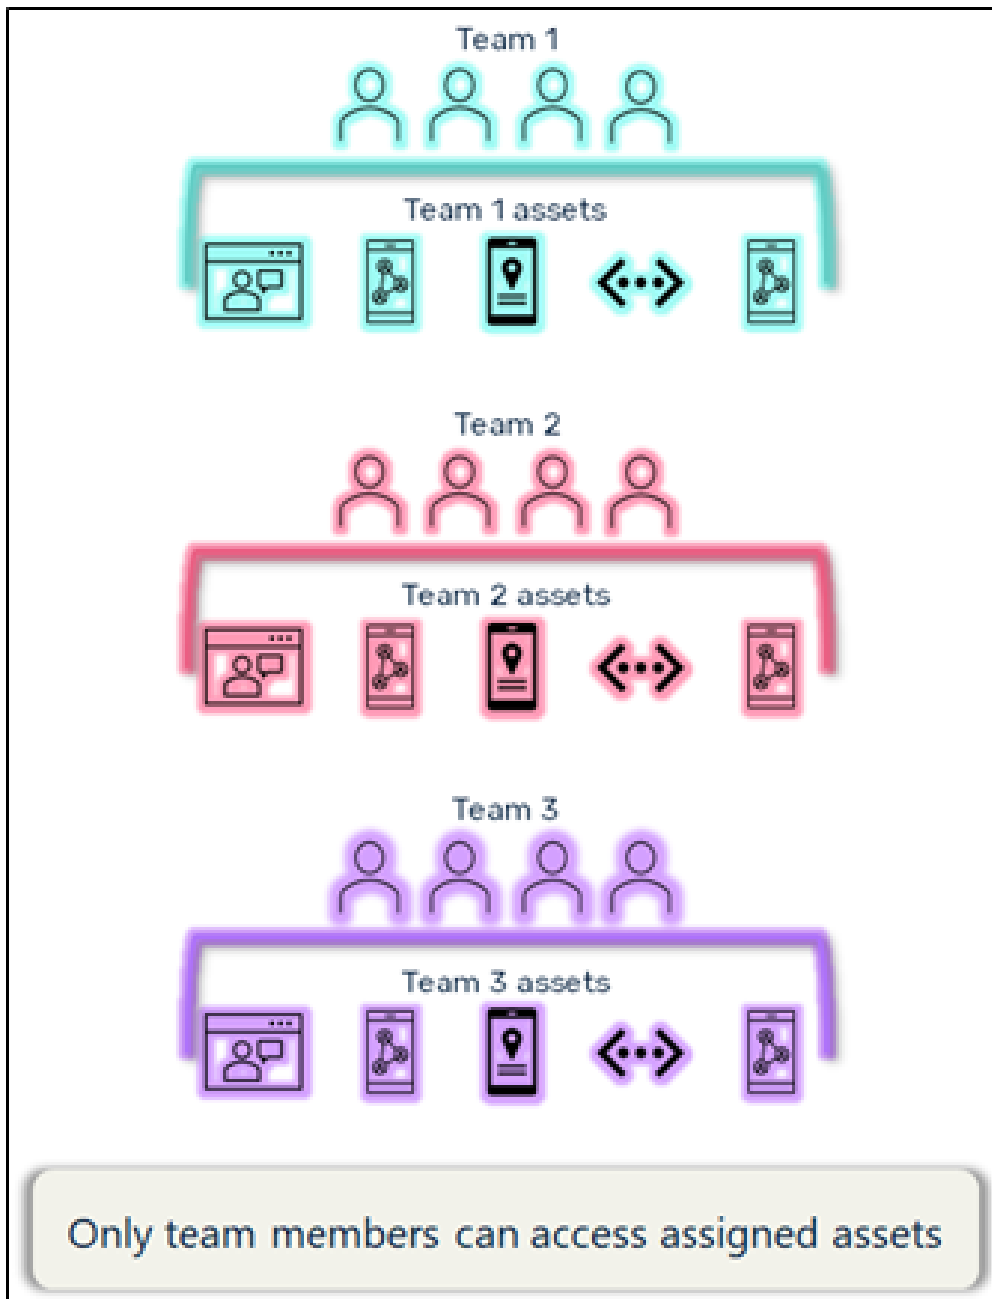 Team 1
Team 1 assets
Team 2
Team 2 assets
Team 3
Team 3 assets
Only team members can access assigned assets